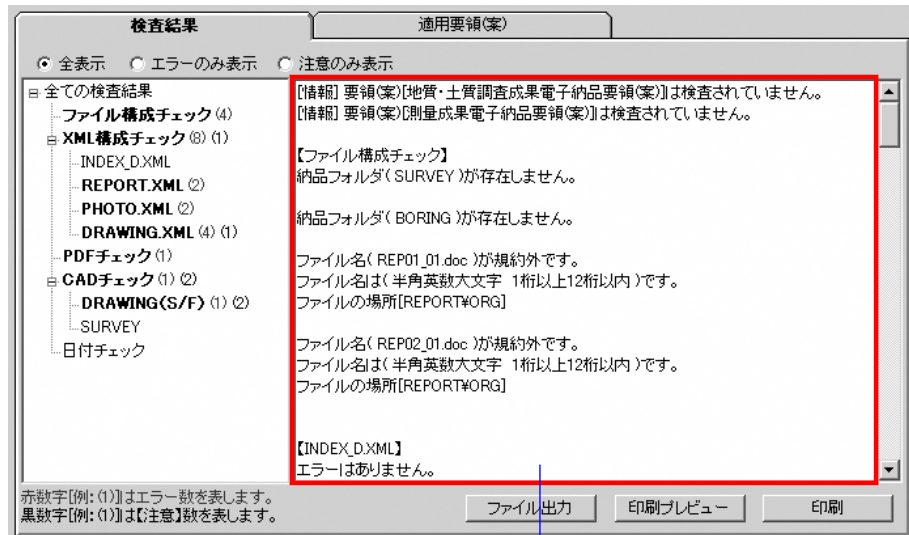 検査結果
適用要領(案)
全表示 エラーのみ表示 注意のみ表示
全ての検査結果
ファイル構成チェック(4)
XML構成チェック(8)(1)
INDEX_D.XML
REPORT.XML(2)
PHOTO.XML(2)
DRAWING.XML(4)(1)
PDFチェック(1)
CADチェック(1)(2)
DRAWING(S/F)(1)(2)
SURVEY
日付チェック
[情報] 要領(案)[地質・土質調査成果電子納品要領(案)]は検査されていません。
[情報] 要領(案)[測量成果電子納品要領(案)]は検査されていません。
【ファイル構成チェック】
納品フォルダ( SURVEY )が存在しません。
納品フォルダ( BORING )が存在しません。
ファイル名( REP01_01.doc )が規約外です。
ファイル名は( 半角英数大文字 1桁以上12桁以内 )です。
ファイルの場所[REPORT¥ORG]
ファイル名( REP02_01.doc )が規約外です。
ファイル名は( 半角英数大文字 1桁以上12桁以内 )です。
ファイルの場所[REPORT¥ORG]
【INDEX_D.XML】
エラーはありません。
赤数字[例:(1)]はエラー数を表します。
黒数字[例:(1)]は【注意】数を表します。
ファイル出力
印刷プレビュー
印刷